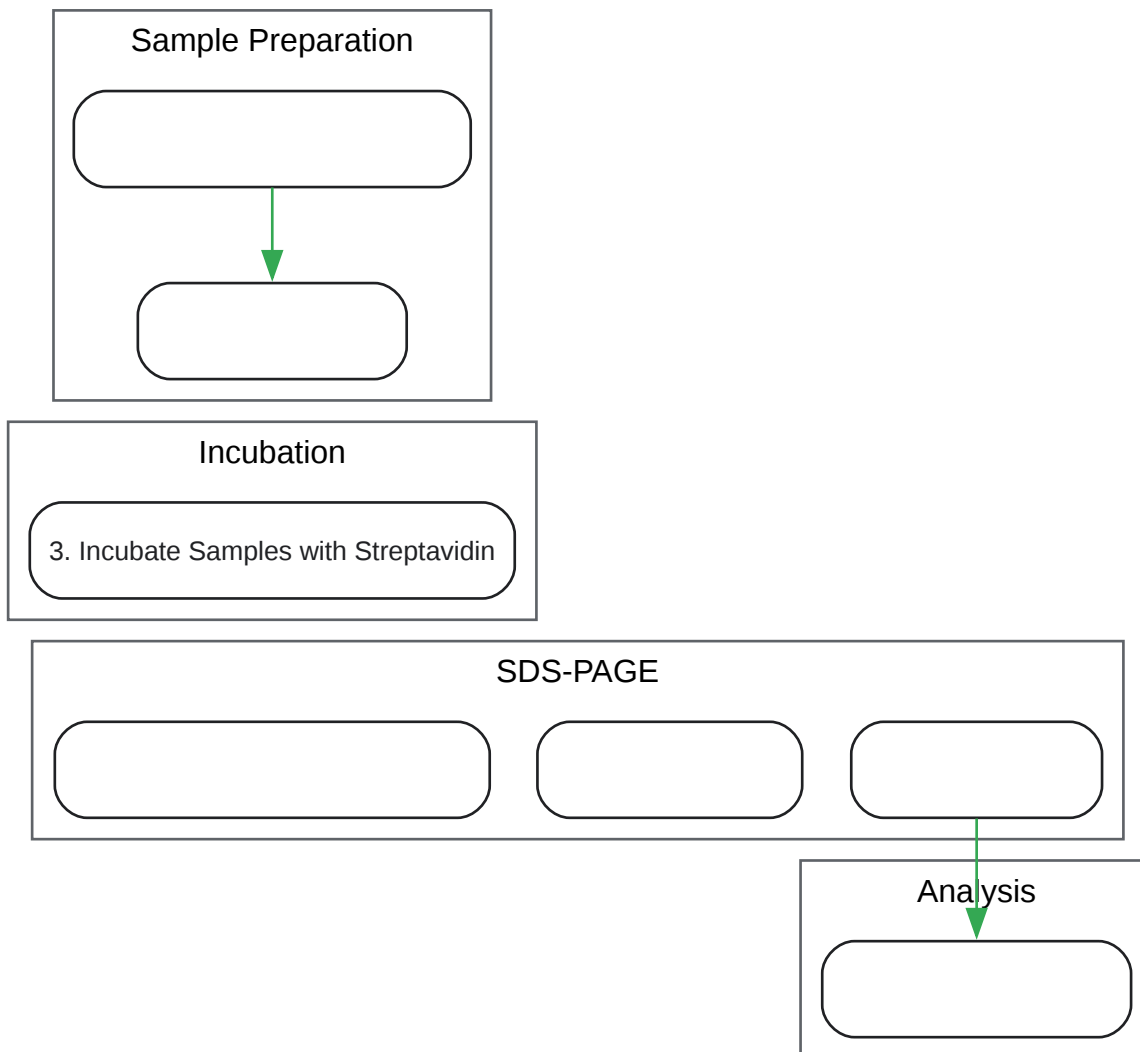 Sample Preparation
Incubation
3. Incubate Samples with Streptavidin
SDS-PAGE
Analysis